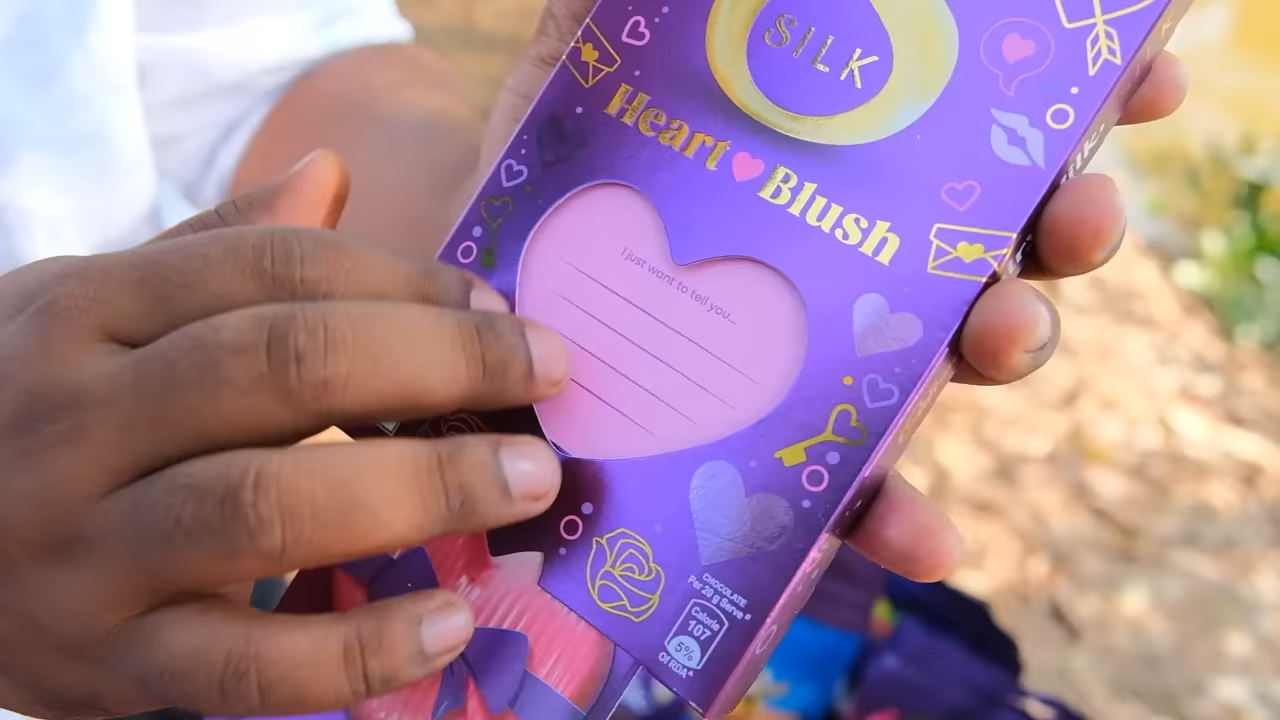 SILK
Heart Blush
I just want to tell you...
CHOCOLATE
Per 20 g Serve
Calorie
107
5%
Of RDA